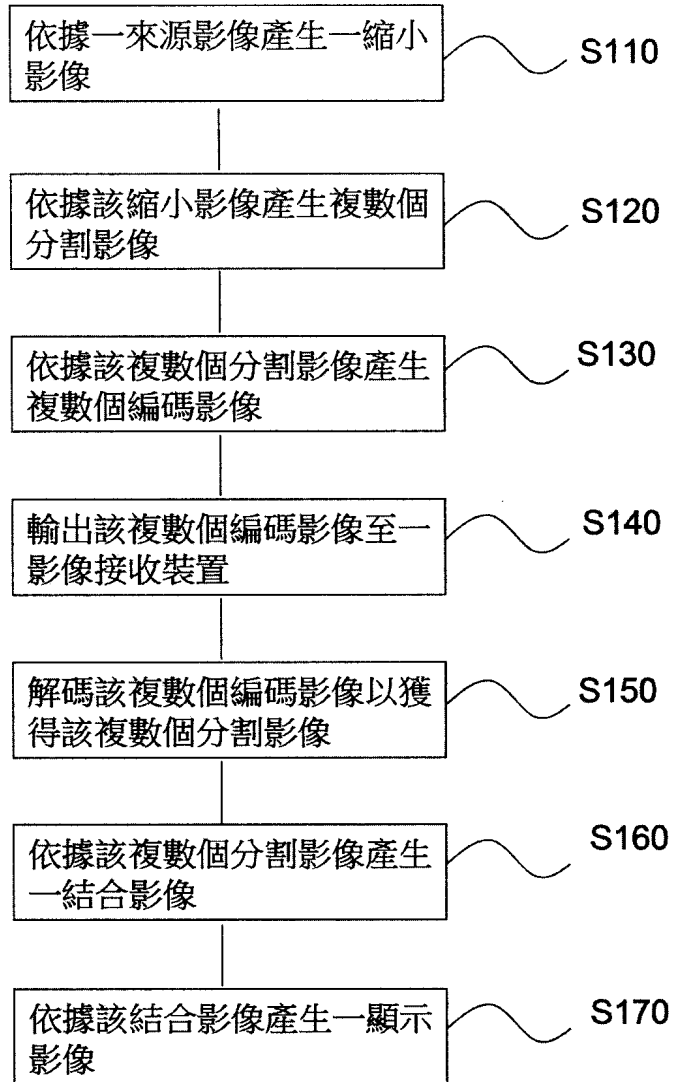 依據一來源影像產生一縮小
影像
S110
依據該縮小影像產生複數個
分割影像
S120
依據該複數個分割影像產生
複數個編碼影像
S130
輸出該複數個編碼影像至一
影像接收裝置
S140
解碼該複數個編碼影像以獲
得該複數個分割影像
S150
依據該複數個分割影像產生
一結合影像
S160
依據該結合影像產生一顯示
影像
S170